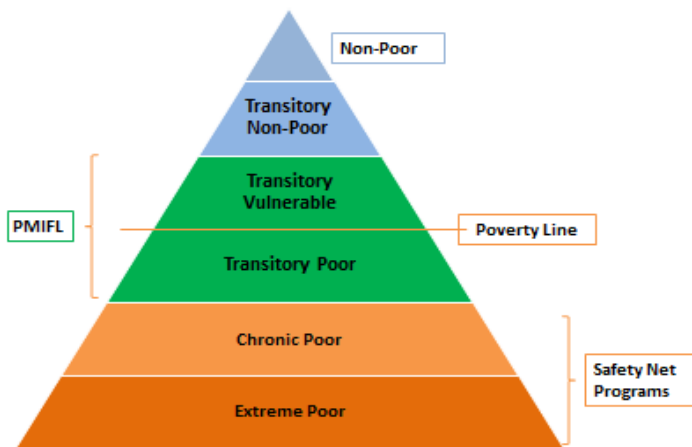 Non-Poor
Transitory
Non-Poor
Transitory
Vulnerable
PMIFL
Poverty Line
Transitory Poor
Chronic Poor
Safety Net
Programs
Extreme Poor